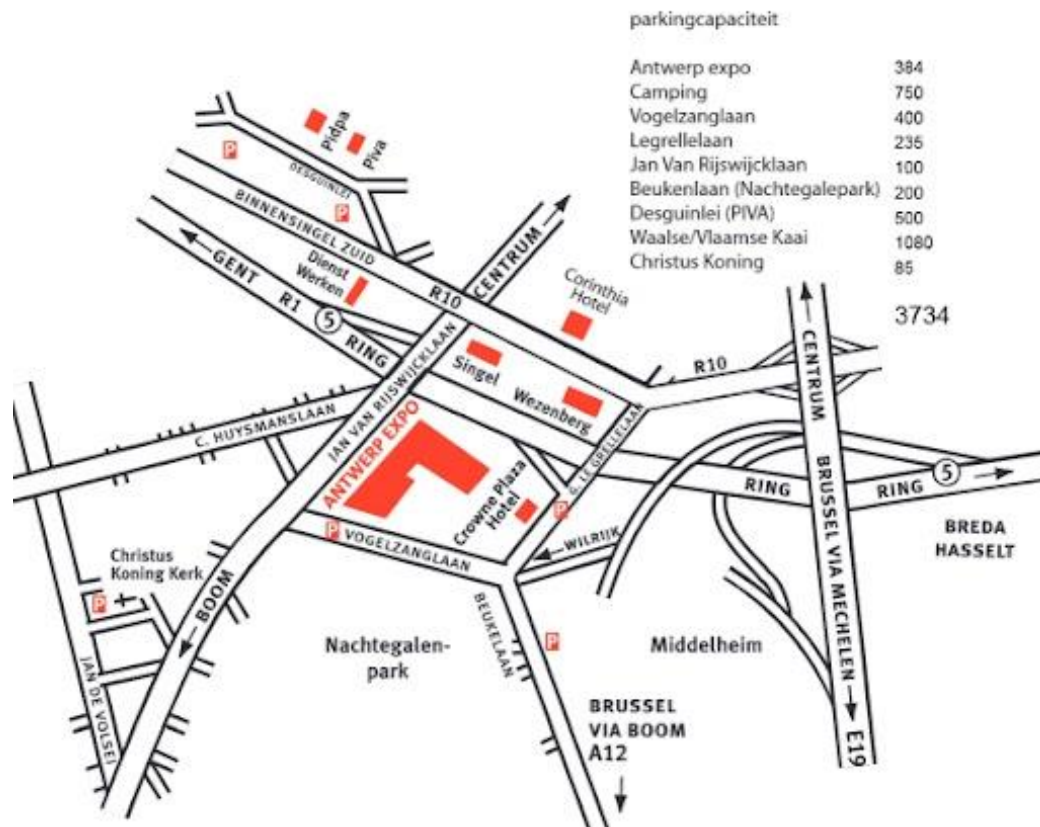 parkingcapaciteit
Antwerp expo 384
Camping 750
Vogelzanglaan 400
Legrellelaan 235
Jan Van Rijswijcklaan 100
Beukenlaan (Nachtegalepark) 200
Desguinlei (PIVA) 500
Waalse/Vlaamse Kaai 1080
Christus Koning 85
3734
P
Pidpa
Piva
DESGUINLEI
P
BINNENSINGEL ZUID
CENTRUM
GENT
R1
5
RING
Dienst
Werken
R10
Corinthia
Hotel
Singel
Wezenberg
R10
CENTRUM
BRUSSEL VIA MECHELEN
E19
JAN VAN RIJSWIJCKLAAN
C. HUYSMANSLAAN
ANTWERP EXPO
G. LE GRELLELAAN
RING
RING
5
BREDA
HASSELT
Crowne Plaza
Hotel
P
P
VOGELZANGLAAN
WILRIJK
Christus
Koning Kerk
P
BOOM
JAN DE VOLSEI
Nachtegalen-
park
BEUKELAAN
P
Middelheim
BRUSSEL
VIA BOOM
A12